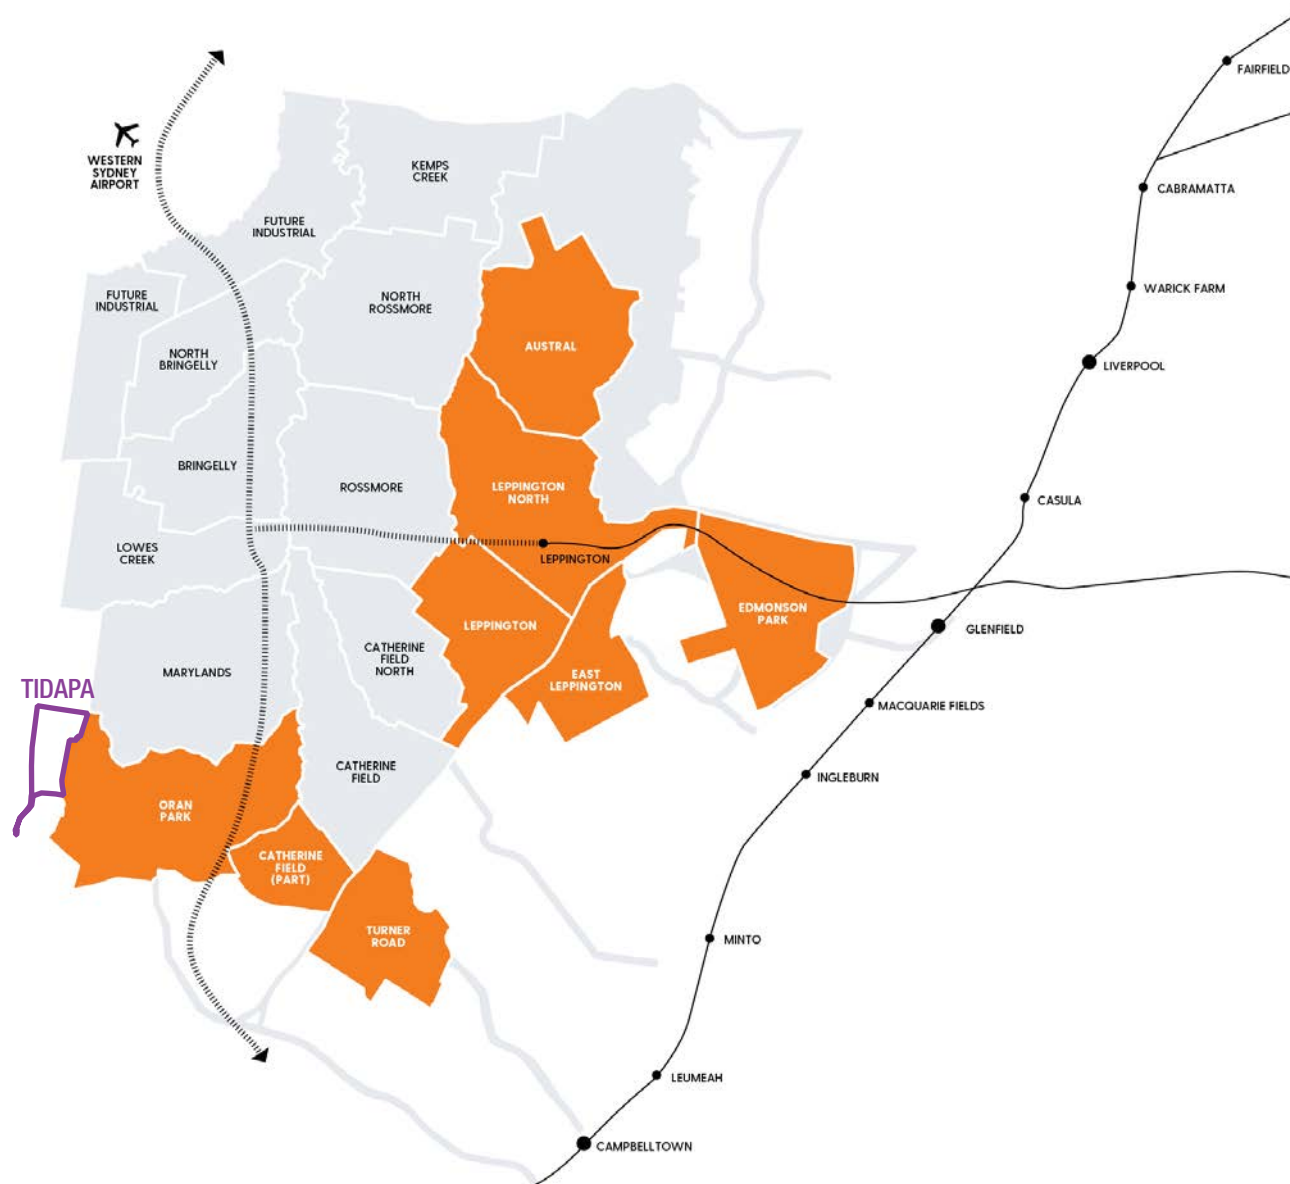 FAIRFIELD
WESTERN
SYDNEY
AIRPORT
KEMPS
CREEK
CABRAMATTA
FUTURE
INDUSTRIAL
FUTURE
INDUSTRIAL
NORTH
ROSSMORE
WARICK FARM
NORTH
BRINGELLY
AUSTRAL
LIVERPOOL
BRINGELLY
ROSSMORE
LEPPINGTON
NORTH
CASULA
LOWES
CREEK
LEPPINGTON
EDMONSON
PARK
GLENFIELD
LEPPINGTON
CATHERINE
FIELD
NORTH
MARYLANDS
EAST
LEPPINGTON
TIDAPA
MACQUARIE FIELDS
CATHERINE
FIELD
INGLEBURN
ORAN
PARK
CATHERINE
FIELD
(PART)
TURNER
ROAD
MINTO
LEUMEAH
CAMPBELLTOWN